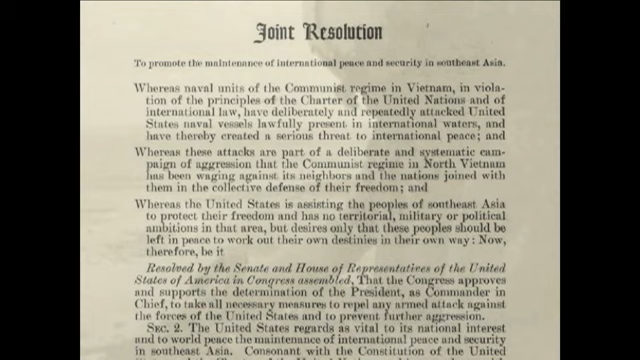 Joint Resolution
To promote the maintenance of international peace and security in southeast Asia.
Whereas naval units of the Communist regime in Vietnam, in viola-
tion of the principles of the Charter of the United Nations and of
international law, have deliberately and repeatedly attacked United
States naval vessels lawfully present in international waters, and
have thereby created a serious threat to international peace; and
Whereas these attacks are part of a deliberate and systematic cam-
paign of aggression that the Communist regime in North Vietnam
has been waging against its neighbors and the nations joined with
them in the collective defense of their freedom; and
Whereas the United States is assisting the peoples of southeast Asia
to protect their freedom and has no territorial, military or political
ambitions in that area, but desires only that these peoples should be
left in peace to work out their own destinies in their own way: Now,
therefore, be it
Resolved by the Senate and House of Representatives of the United
States of America in Congress assembled, That the Congress approves
and supports the determination of the President, as Commander in
Chief, to take all necessary measures to repel any armed attack against
the forces of the United States and to prevent further aggression.
SEC. 2. The United States regards as vital to its national interest
and to world peace the maintenance of international peace and security
in southeast Asia. Consonant with the Constitution of the United